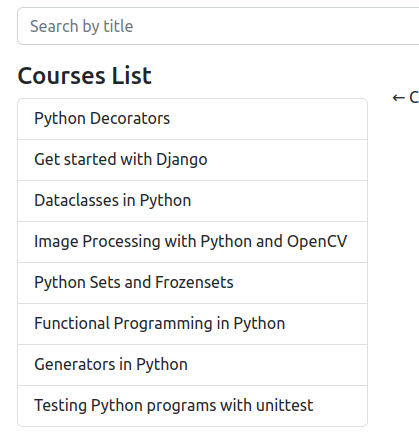 Search by title
Courses List
← C
Python Decorators
Get started with Django
Dataclasses in Python
Image Processing with Python and OpenCV
Python Sets and Frozensets
Functional Programming in Python
Generators in Python
Testing Python programs with unittest